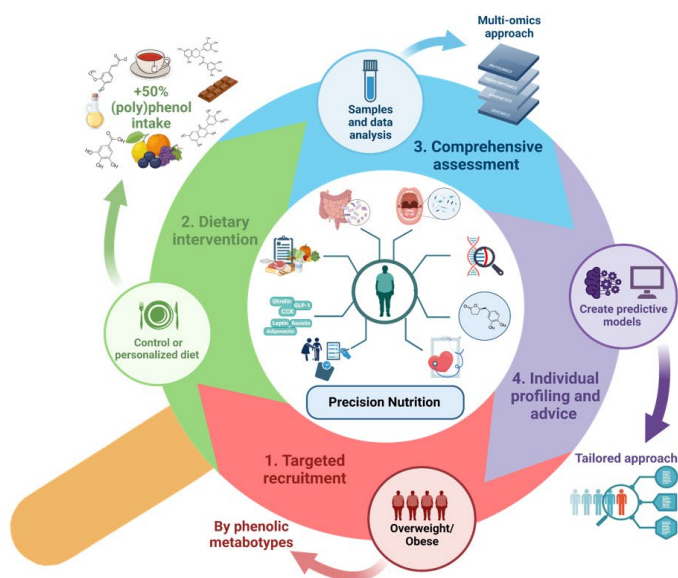 Multi-omics
approach
+50%
(poly)phenol
intake
Samples
and data
analysis
3. Comprehensive
assessment
2. Dietary
intervention
Ghrelin
GLP-1
CCK
Leptin
Resistin
Adiponectin
Control or
personalized diet
Create predictive
models
Precision Nutrition
4. Individual
profiling and
advice
1. Targeted
recruitment
Tailored approach
By phenolic
metabotypes
Overweight/
Obese